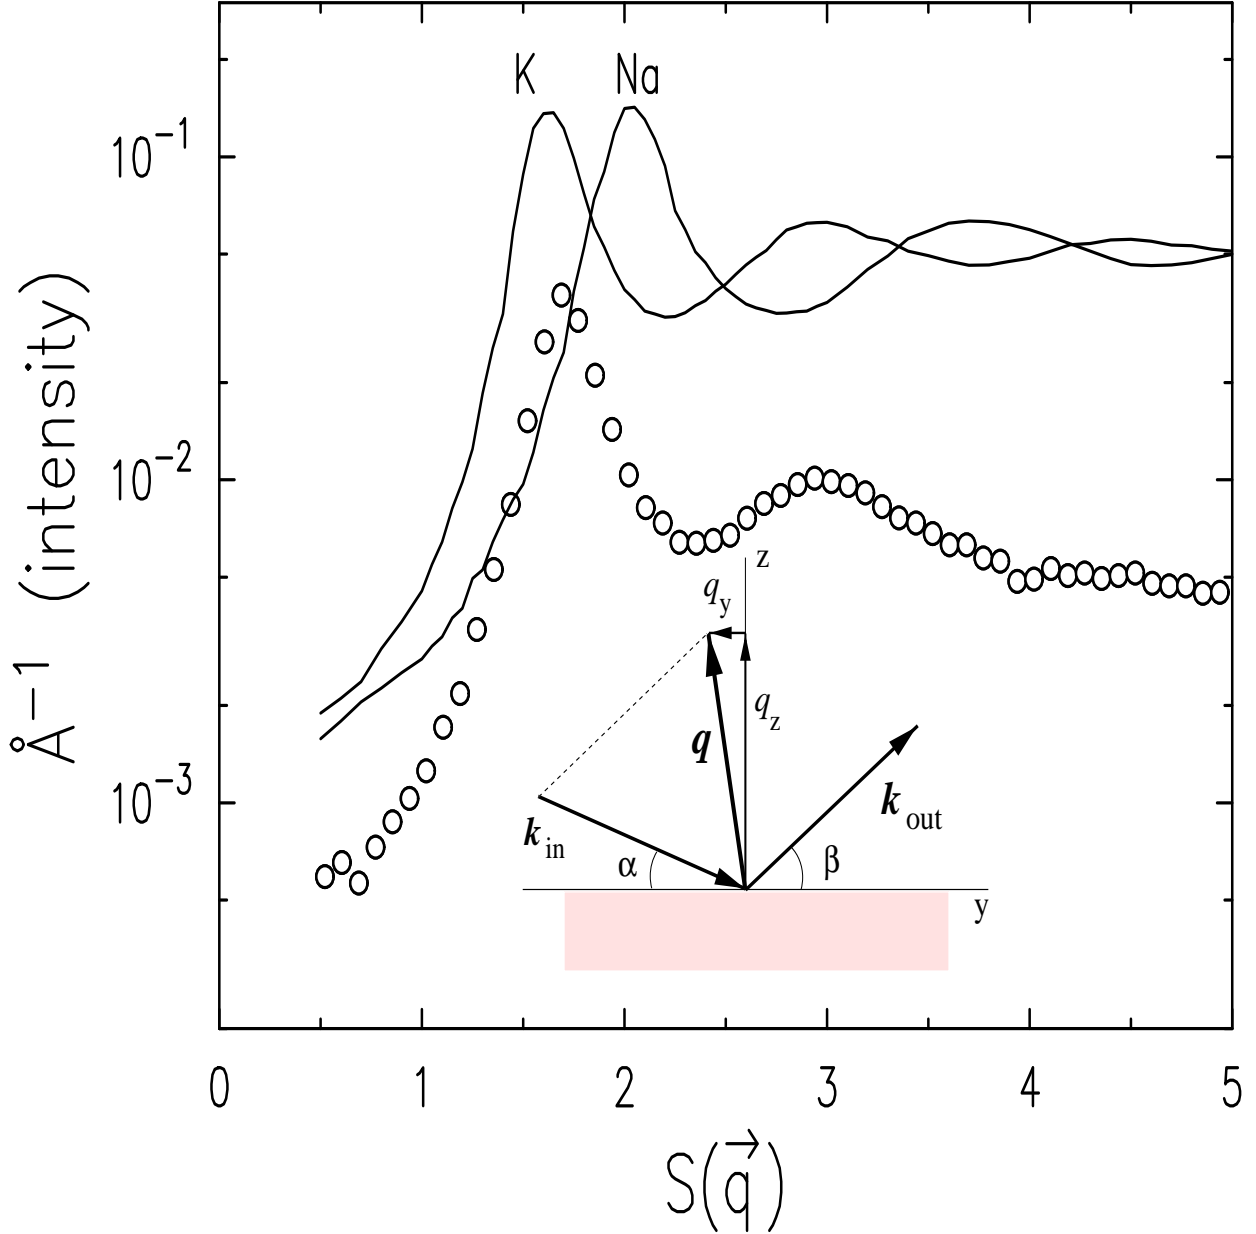 K Na
10⁻¹
10⁻²
10⁻³
Å−1 (intensity)
z
q_y
q_z
q
k_in
k_out
α
β
y
0 1 2 3 4 5
S(q⃗)